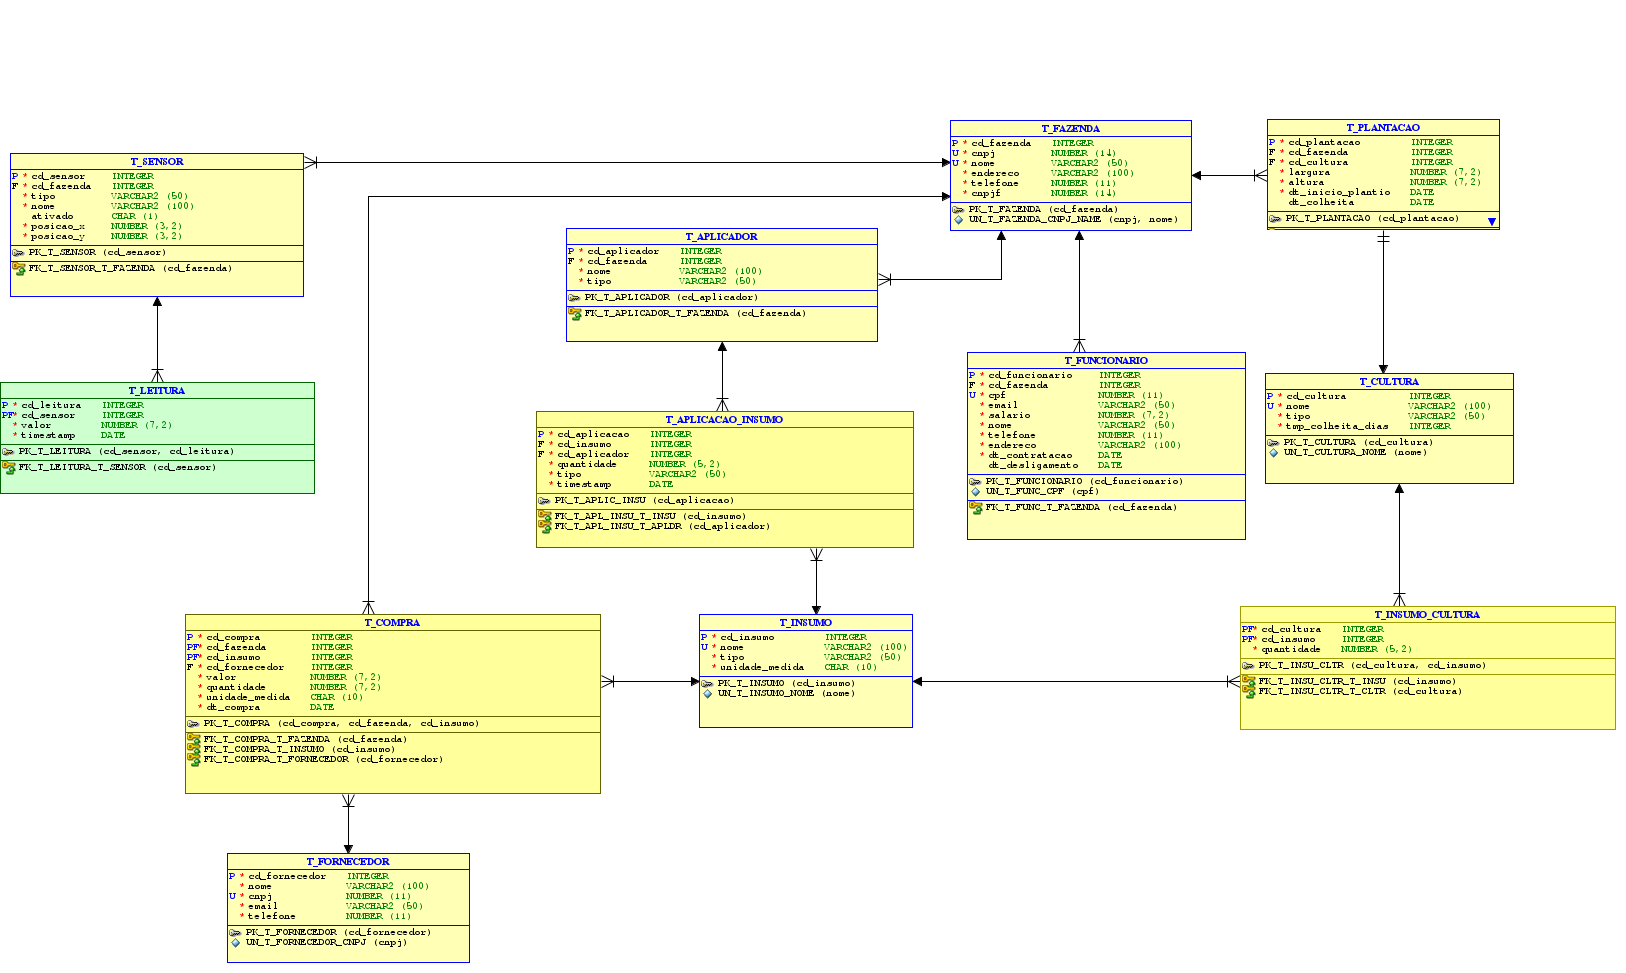 T_SENSOR
P * cd_sensor INTEGER
F * cd_fazenda INTEGER
* tipo VARCHAR2 (50)
* nome VARCHAR2 (100)
ativado CHAR (1)
* posicao_x NUMBER (3,2)
* posicao_y NUMBER (3,2)
PK_T_SENSOR (cd_sensor)
FK_T_SENSOR_T_FAZENDA (cd_fazenda)
T_FAZENDA
P * cd_fazenda INTEGER
U * cnpj NUMBER (14)
U * nome VARCHAR2 (50)
* endereco VARCHAR2 (100)
* telefone NUMBER (11)
* cnpjf NUMBER (14)
PK_T_FAZENDA (cd_fazenda)
UN_T_FAZENDA_CNPJ_NAME (cnpj, nome)
T_PLANTACAO
P * cd_plantacao INTEGER
F * cd_fazenda INTEGER
F * cd_cultura INTEGER
* largura NUMBER (7,2)
* altura NUMBER (7,2)
* dt_inicio_plantio DATE
dt_colheita DATE
PK_T_PLANTACAO (cd_plantacao)
T_APLICADOR
P * cd_aplicador INTEGER
F * cd_fazenda INTEGER
* nome VARCHAR2 (100)
* tipo VARCHAR2 (50)
PK_T_APLICADOR (cd_aplicador)
FK_T_APLICADOR_T_FAZENDA (cd_fazenda)
T_LEITURA
P * cd_leitura INTEGER
PF* cd_sensor INTEGER
* valor NUMBER (7,2)
* timestamp DATE
PK_T_LEITURA (cd_sensor, cd_leitura)
FK_T_LEITURA_T_SENSOR (cd_sensor)
T_APLICACAO_INSUMO
P * cd_aplicacao INTEGER
F * cd_insumo INTEGER
F * cd_aplicador INTEGER
* quantidade NUMBER (5,2)
* tipo VARCHAR2 (50)
* timestamp DATE
PK_T_APLIC_INSU (cd_aplicacao)
FK_T_APL_INSU_T_INSU (cd_insumo)
FK_T_APL_INSU_T_APLDR (cd_aplicador)
T_FUNCIONARIO
P * cd_funcionario INTEGER
F * cd_fazenda INTEGER
U * cpf NUMBER (11)
* email VARCHAR2 (50)
* salario NUMBER (7,2)
* nome VARCHAR2 (50)
* telefone NUMBER (11)
* endereco VARCHAR2 (100)
* dt_contratacao DATE
dt_desligamento DATE
PK_T_FUNCIONARIO (cd_funcionario)
UN_T_FUNC_CPF (cpf)
FK_T_FUNC_T_FAZENDA (cd_fazenda)
T_CULTURA
P * cd_cultura INTEGER
U * nome VARCHAR2 (100)
* tipo VARCHAR2 (50)
* tmp_colheita_dias INTEGER
PK_T_CULTURA (cd_cultura)
UN_T_CULTURA_NOME (nome)
T_COMPRA
P * cd_compra INTEGER
PF* cd_fazenda INTEGER
PF* cd_insumo INTEGER
F * cd_fornecedor INTEGER
* valor NUMBER (7,2)
* quantidade NUMBER (7,2)
* unidade_medida CHAR (10)
* dt_compra DATE
PK_T_COMPRA (cd_compra, cd_fazenda, cd_insumo)
FK_T_COMPRA_T_FAZENDA (cd_fazenda)
FK_T_COMPRA_T_INSUMO (cd_insumo)
FK_T_COMPRA_T_FORNECEDOR (cd_fornecedor)
T_INSUMO
P * cd_insumo INTEGER
U * nome VARCHAR2 (100)
* tipo VARCHAR2 (50)
* unidade_medida CHAR (10)
PK_T_INSUMO (cd_insumo)
UN_T_INSUMO_NOME (nome)
T_INSUMO_CULTURA
PF* cd_cultura INTEGER
PF* cd_insumo INTEGER
* quantidade NUMBER (5,2)
PK_T_INSU_CLTR (cd_cultura, cd_insumo)
FK_T_INSU_CLTR_T_INSU (cd_insumo)
FK_T_INSU_CLTR_T_CLTR (cd_cultura)
T_FORNECEDOR
P * cd_fornecedor INTEGER
* nome VARCHAR2 (100)
U * cnpj NUMBER (11)
* email VARCHAR2 (50)
* telefone NUMBER (11)
PK_T_FORNECEDOR (cd_fornecedor)
UN_T_FORNECEDOR_CNPJ (cnpj)